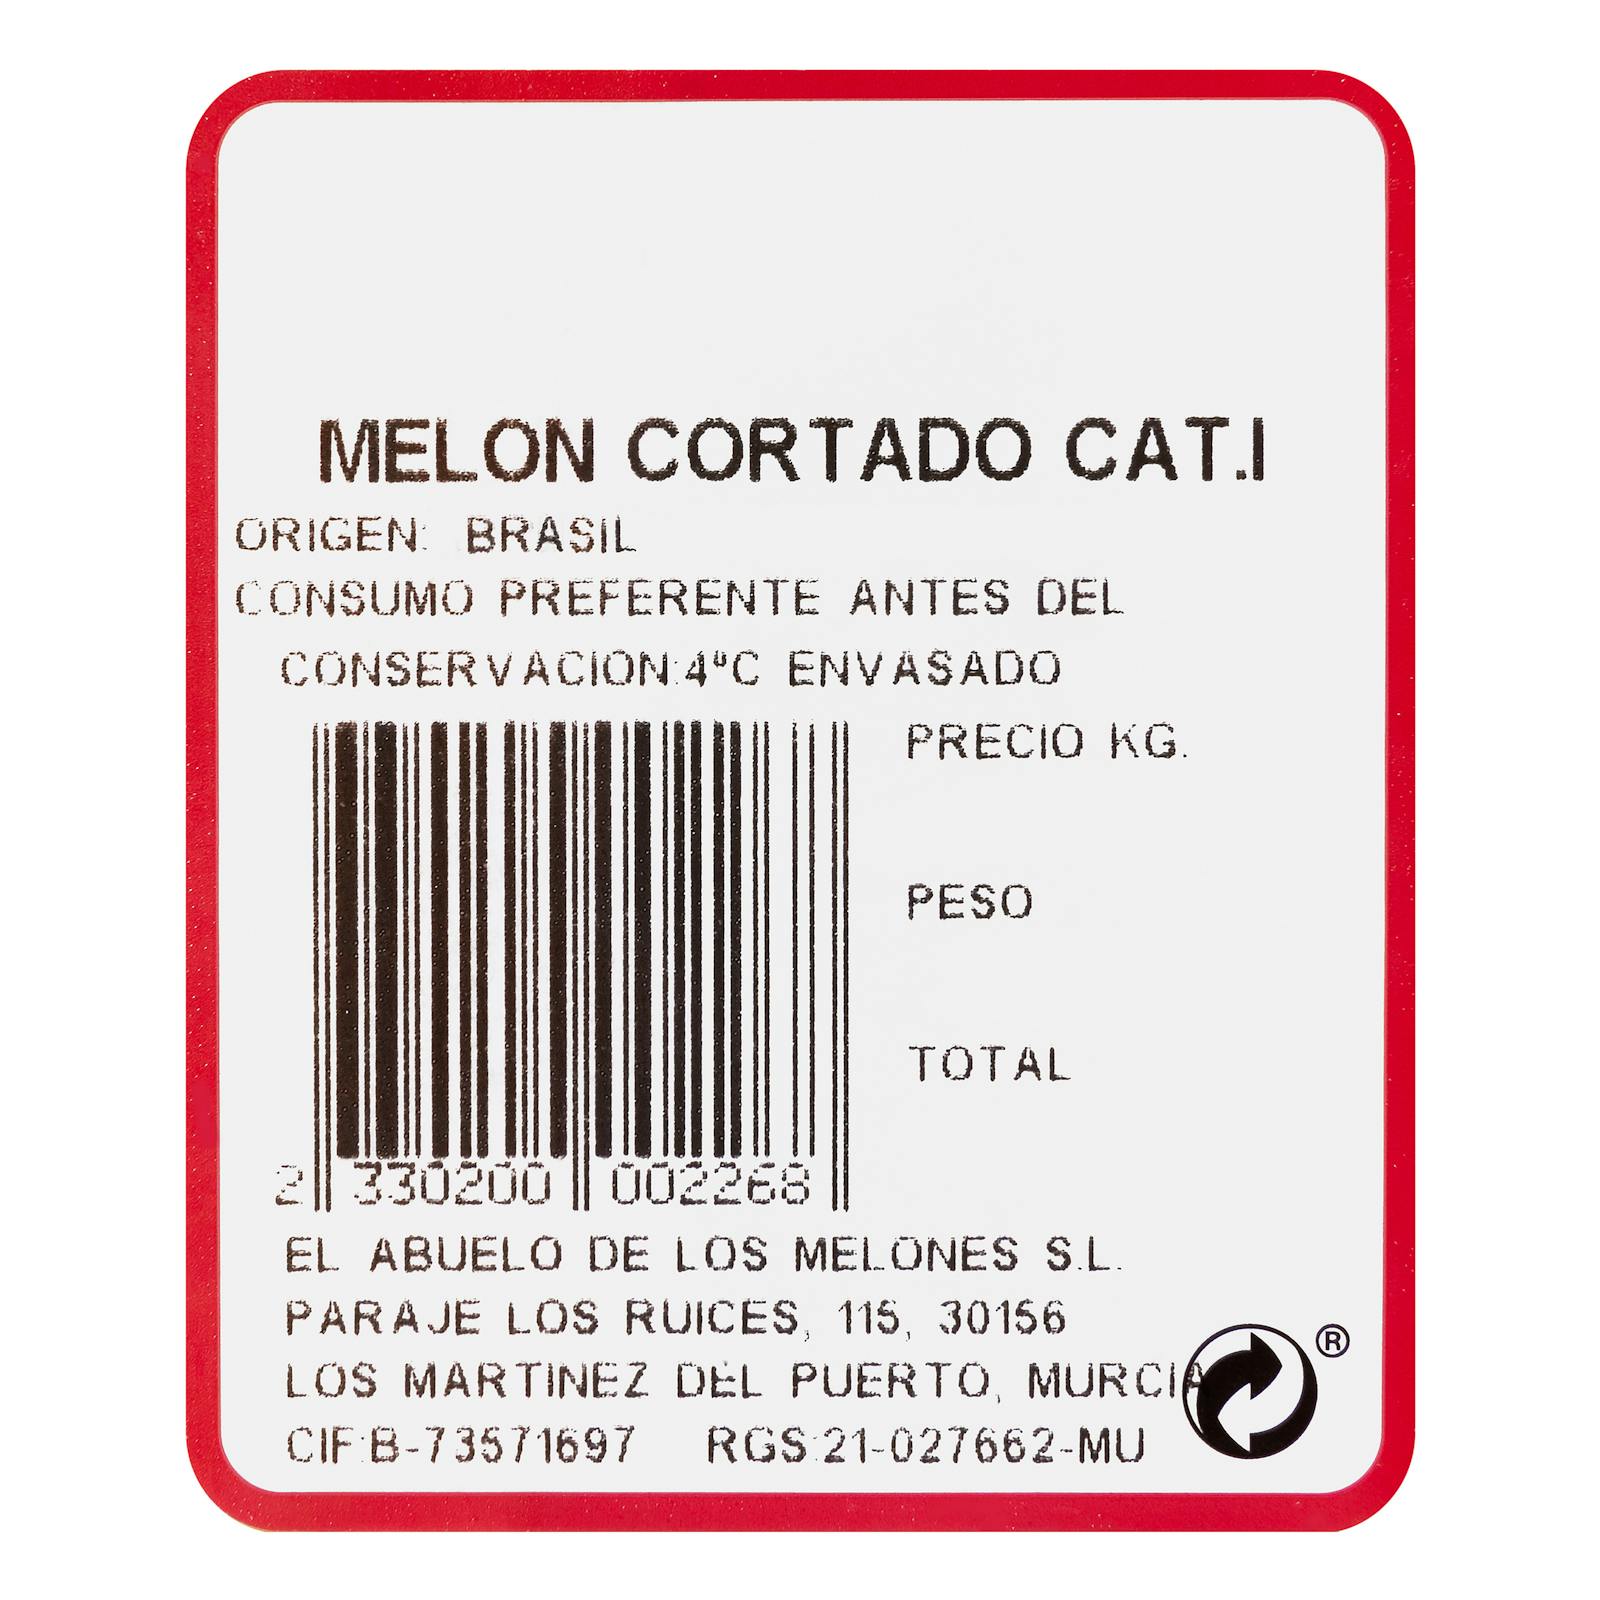 MELON CORTADO CAT.I
ORIGEN: BRASIL
CONSUMO PREFERENTE ANTES DEL
CONSERVACION:4ºC ENVASADO
PRECIO KG.
PESO
TOTAL
2 330200 002268
EL ABUELO DE LOS MELONES S.L.
PARAJE LOS RUICES, 115, 30156
LOS MARTINEZ DEL PUERTO, MURCIA
®
CIF:B-73571697 RGS:21-027662-MU